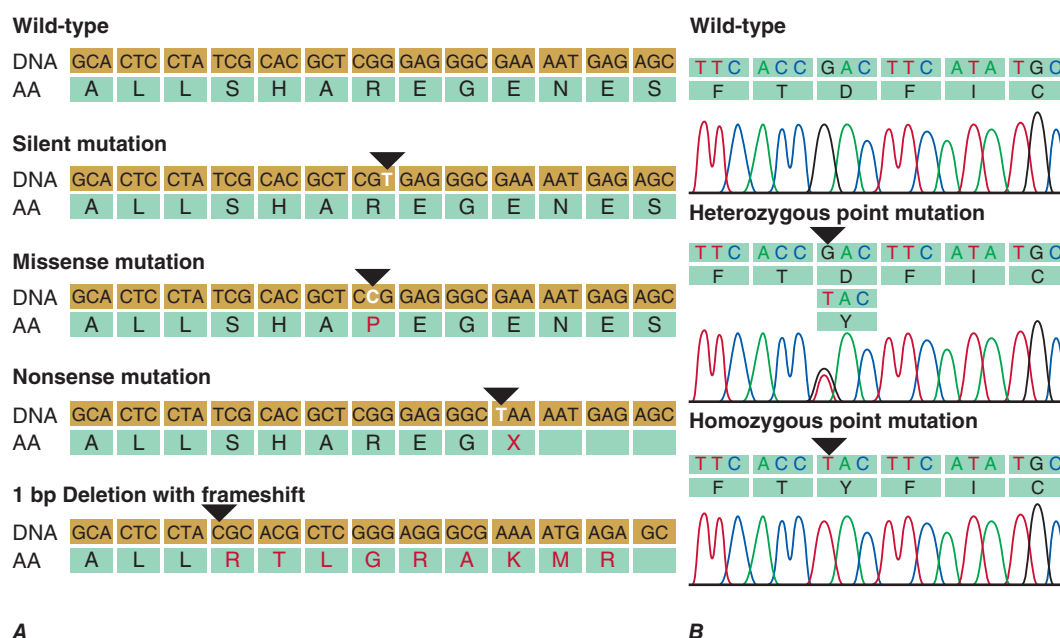 Wild-type
DNA GCA CTC CTA TCG CAC GCT CGG GAG GGC GAA AAT GAG AGC
AA A L L S H A R E G E N E S
Silent mutation
DNA GCA CTC CTA TCG CAC GCT CGT GAG GGC GAA AAT GAG AGC
AA A L L S H A R E G E N E S
Missense mutation
DNA GCA CTC CTA TCG CAC GCT CCG GAG GGC GAA AAT GAG AGC
AA A L L S H A P E G E N E S
Nonsense mutation
DNA GCA CTC CTA TCG CAC GCT CGG GAG GGC TAA AAT GAG AGC
AA A L L S H A R E G X
1 bp Deletion with frameshift
DNA GCA CTC CTA CGC ACG CTC GGG AGG GCG AAA ATG AGA GC
AA A L L R T L G R A K M R
A
Wild-type
TTC ACC GAC TTC ATA TGC
F T D F I C
Heterozygous point mutation
TTC ACC GAC TTC ATA TGC
F T D F I C
TAC
Y
Homozygous point mutation
TTC ACC TAC TTC ATA TGC
F T Y F I C
B